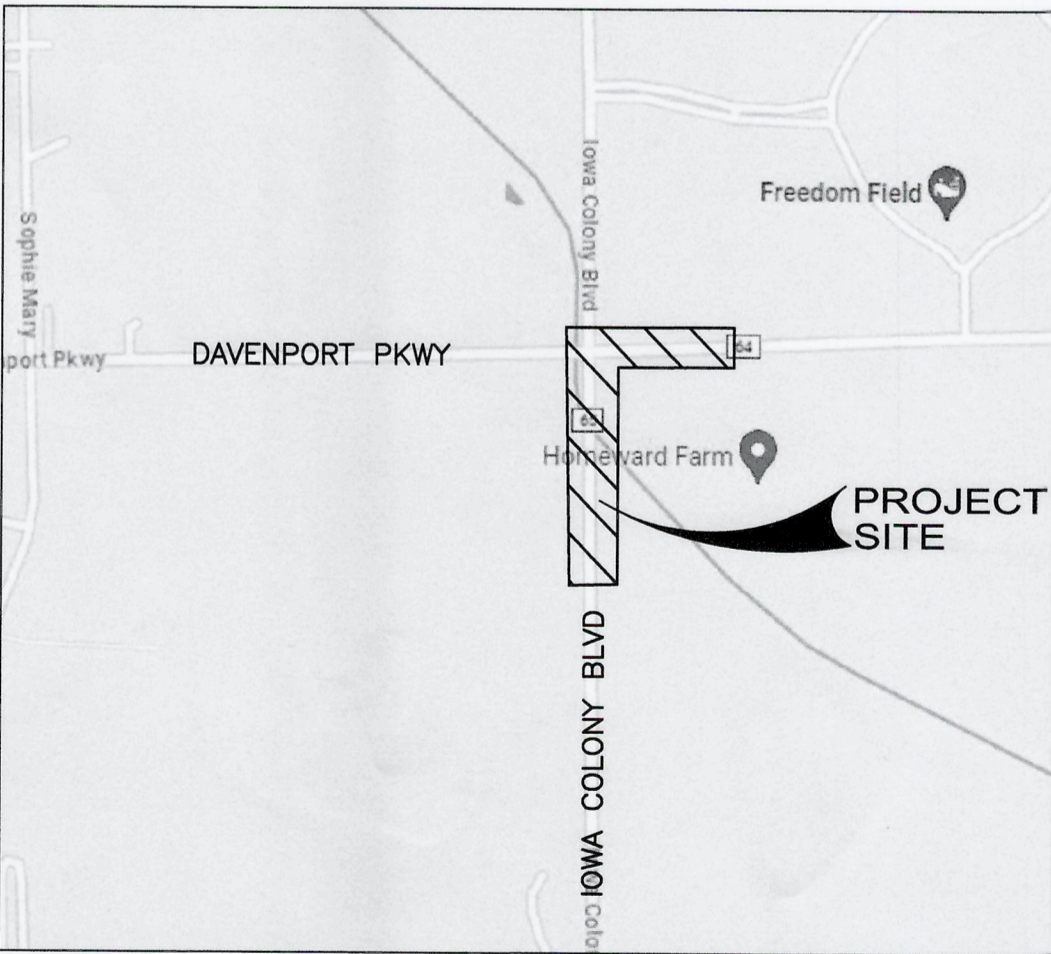 Iowa Colony Blvd
Freedom Field
Sophie Mary
port Pkwy
DAVENPORT PKWY
64
65
Homeward Farm
PROJECT
SITE
IOWA COLONY BLVD
Colo